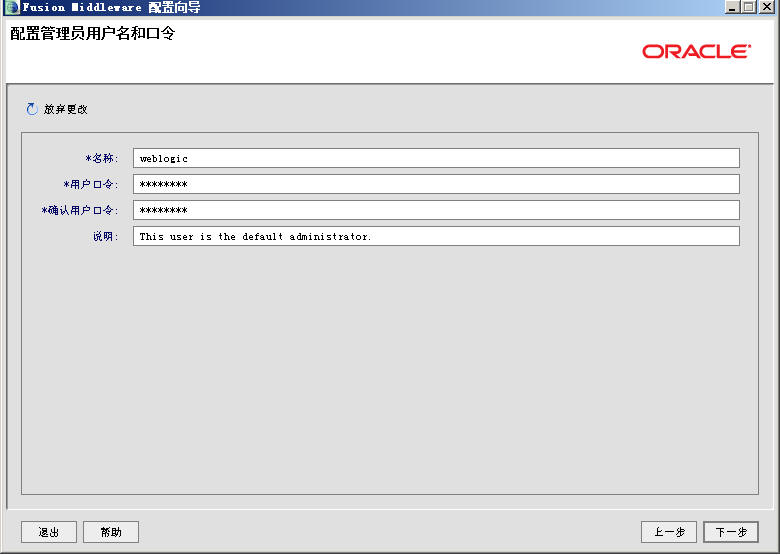 Fusion Middleware 配置向导
配置管理员用户名和口令
ORACLE
放弃更改
*名称: weblogic
*用户口令: ********
*确认用户口令: ********
说明: This user is the default administrator.
退出 帮助 上一步 下一步